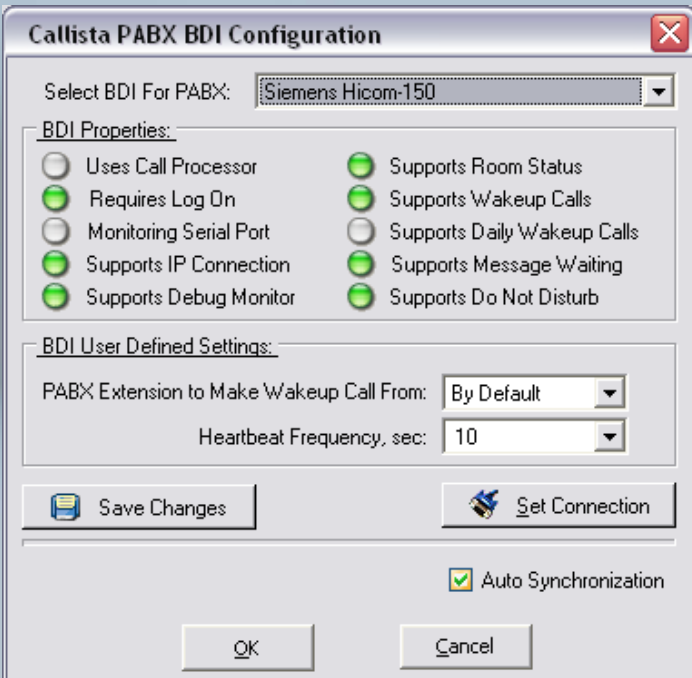 Callista PABX BDI Configuration
Select BDI For PABX: Siemens Hicom-150
BDI Properties:
Uses Call Processor
Requires Log On
Monitoring Serial Port
Supports IP Connection
Supports Debug Monitor
Supports Room Status
Supports Wakeup Calls
Supports Daily Wakeup Calls
Supports Message Waiting
Supports Do Not Disturb
BDI User Defined Settings:
PABX Extension to Make Wakeup Call From: By Default
Heartbeat Frequency, sec: 10
Save Changes
Set Connection
Auto Synchronization
OK
Cancel